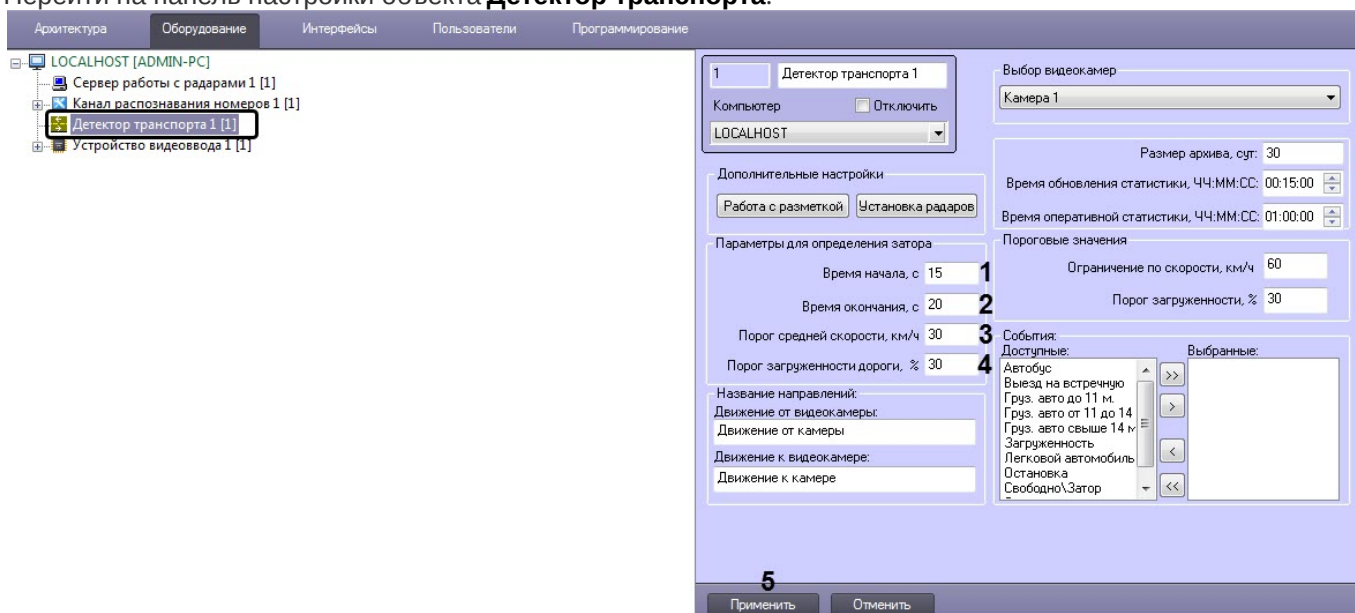 Перейти на панель настройки объекта Детектор транспорта.
Архитектура Оборудование Интерфейсы Пользователи Программирование
LOCALHOST [ADMIN-PC]
Сервер работы с радарами 1 [1]
Канал распознавания номеров 1 [1]
Детектор транспорта 1 [1]
Устройство видеоввода 1 [1]
1 Детектор транспорта 1
Компьютер Отключить
LOCALHOST
Дополнительные настройки
Работа с разметкой Установка радаров
Параметры для определения затора
Время начала, с 15 1
Время окончания, с 20 2
Порог средней скорости, км/ч 30 3
Порог загруженности дороги, % 30 4
Название направлений:
Движение от видеокамеры:
Движение от камеры
Движение к видеокамере:
Движение к камере
Выбор видеокамер
Камера 1
Размер архива, сут: 30
Время обновления статистики, ЧЧ:ММ:СС: 00:15:00
Время оперативной статистики, ЧЧ:ММ:СС: 01:00:00
Пороговые значения
Ограничение по скорости, км/ч 60
Порог загруженности, % 30
События:
Доступные: Выбранные:
Автобус
Выезд на встречную
Груз. авто до 11 м.
Груз. авто от 11 до 14
Груз. авто свыше 14 м
Загруженность
Легковой автомобиль
Остановка
Свободно\Затор
>>
>
<
<<
5
Применить Отменить